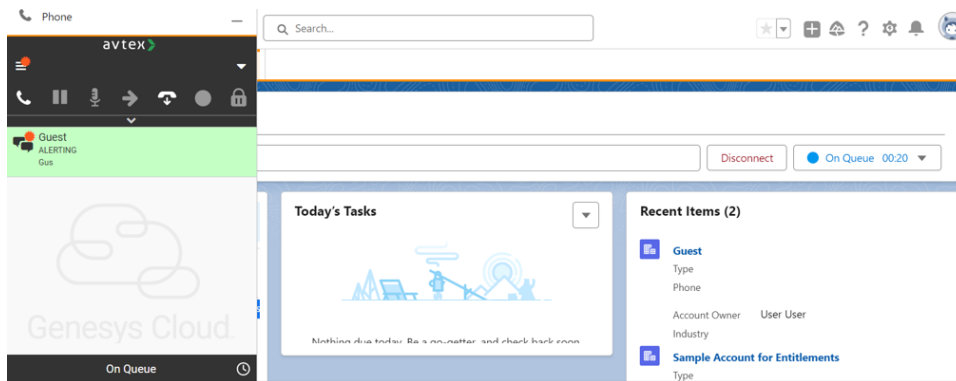 Phone
avtex
Search...
Guest
ALERTING
Gus
Disconnect
On Queue 00:20
Genesys Cloud
On Queue
Today's Tasks
Nothing due today. Be a go-getter, and check back soon
Recent Items (2)
Guest
Type
Phone
Account Owner User User
Industry
Sample Account for Entitlements
Type